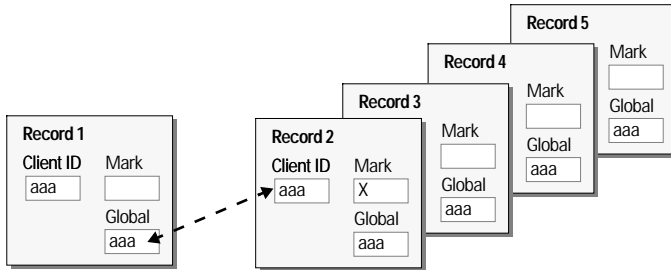 Record 1
Client ID Mark
aaa
Global
aaa
Record 2
Client ID Mark
aaa X
Global
aaa
Record 3
Mark
Global
aaa
Record 4
Mark
Global
aaa
Record 5
Mark
Global
aaa